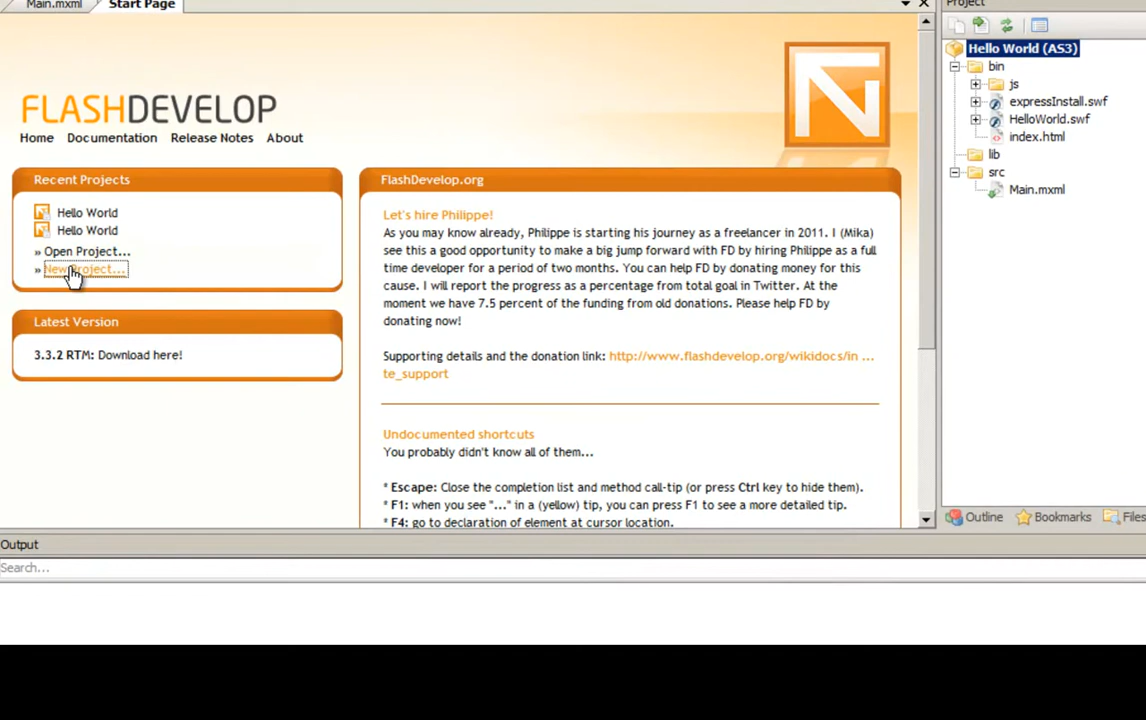 Main.mxml
Start Page
Project
FLASHDEVELOP
Home Documentation Release Notes About
Recent Projects
Hello World
Hello World
» Open Project...
» New Project...
Latest Version
3.3.2 RTM: Download here!
FlashDevelop.org
Let's hire Philippe!
As you may know already, Philippe is starting his journey as a freelancer in 2011. I (Mika)
see this a good opportunity to make a big jump forward with FD by hiring Philippe as a full
time developer for a period of two months. You can help FD by donating money for this
cause. I will report the progress as a percentage from total goal in Twitter. At the
moment we have 7.5 percent of the funding from old donations. Please help FD by
donating now!
Supporting details and the donation link: http://www.flashdevelop.org/wikidocs/in ...
te_support
Undocumented shortcuts
You probably didn't know all of them...
* Escape: Close the completion list and method call-tip (or press Ctrl key to hide them).
* F1: when you see "..." in a (yellow) tip, you can press F1 to see a more detailed tip.
* F4: go to declaration of element at cursor location.
Hello World (AS3)
bin
js
expressInstall.swf
HelloWorld.swf
index.html
lib
src
Main.mxml
Outline
Bookmarks
Files
Output
Search...